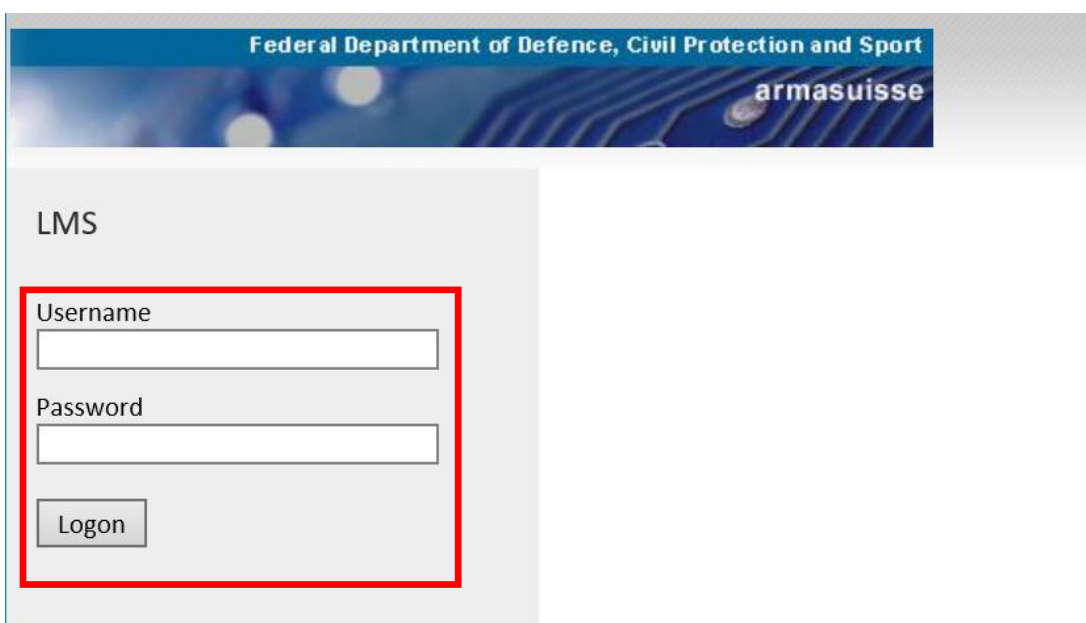 Federal Department of Defence, Civil Protection and Sport
armasuisse
LMS
Username
Password
Logon